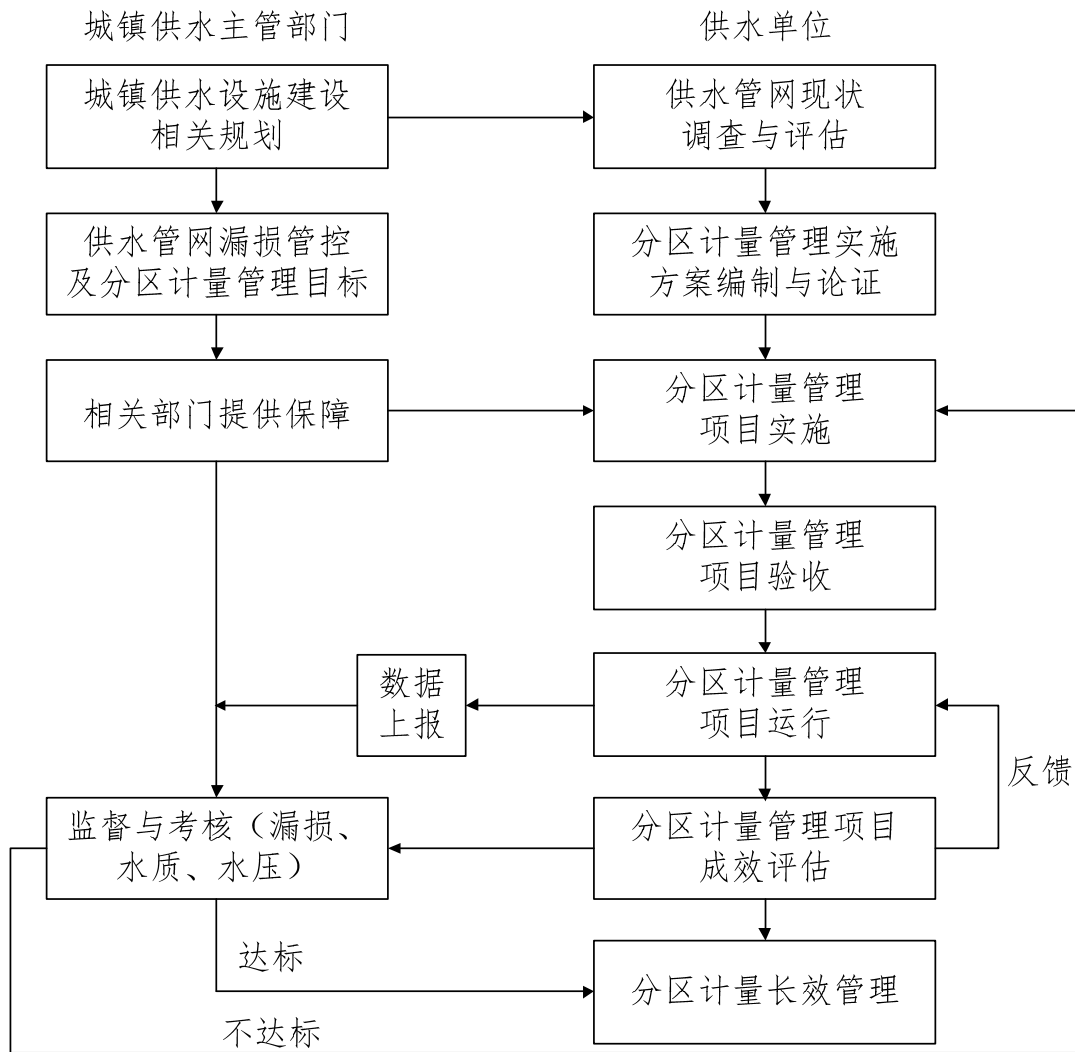 城镇供水主管部门
供水单位
城镇供水设施建设
相关规划
供水管网现状
调查与评估
供水管网漏损管控
及分区计量管理目标
分区计量管理实施
方案编制与论证
相关部门提供保障
分区计量管理
项目实施
分区计量管理
项目验收
数据
上报
分区计量管理
项目运行
反馈
监督与考核（漏损、
水质、水压）
分区计量管理项目
成效评估
达标
分区计量长效管理
不达标